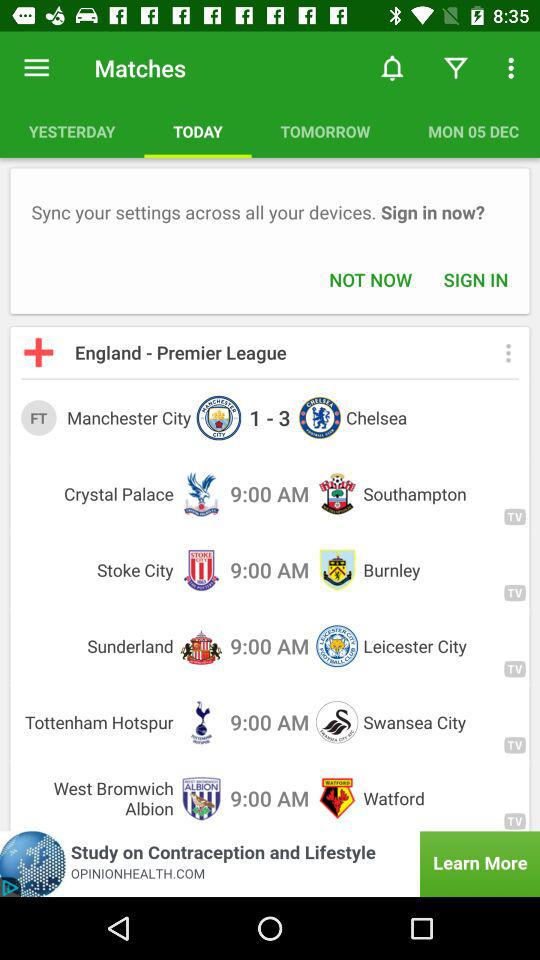 8:35
Matches
YESTERDAY TODAY TOMORROW MON 05 DEC
Sync your settings across all your devices. Sign in now?
NOT NOW SIGN IN
England - Premier League
FT Manchester City 1 - 3 Chelsea
Crystal Palace 9:00 AM Southampton
TV
Stoke City 9:00 AM Burnley
TV
Sunderland 9:00 AM Leicester City
TV
Tottenham Hotspur 9:00 AM Swansea City
TV
West Bromwich
Albion 9:00 AM Watford
TV
Study on Contraception and Lifestyle
OPINIONHEALTH.COM
Learn More